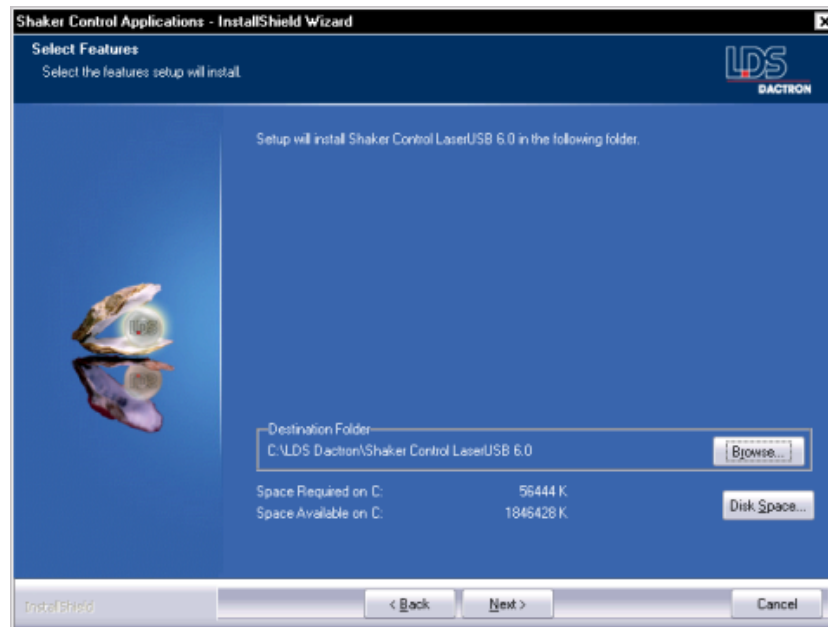 Shaker Control Applications - InstallShield Wizard
Select Features
Select the features setup will install.
LDS
DACTRON
Setup will install Shaker Control LaserUSB 6.0 in the following folder.
LDS
Destination Folder
C:\LDS Dactron\Shaker Control LaserUSB 6.0
Browse...
Space Required on C: 56444 K
Space Available on C: 1846428 K
Disk Space...
InstallShield
< Back
Next >
Cancel